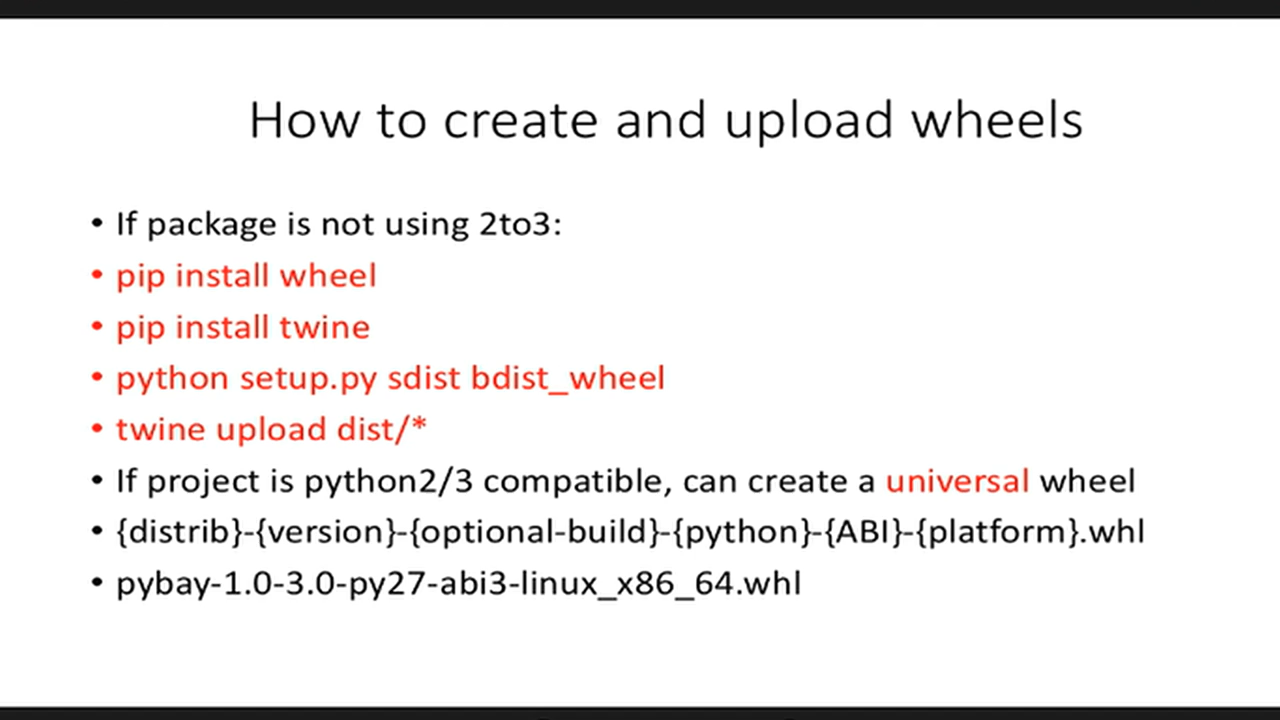 How to create and upload wheels
• If package is not using 2to3:
• pip install wheel
• pip install twine
• python setup.py sdist bdist_wheel
• twine upload dist/*
• If project is python2/3 compatible, can create a universal wheel
• {distrib}-{version}-{optional-build}-{python}-{ABI}-{platform}.whl
• pybay-1.0-3.0-py27-abi3-linux_x86_64.whl